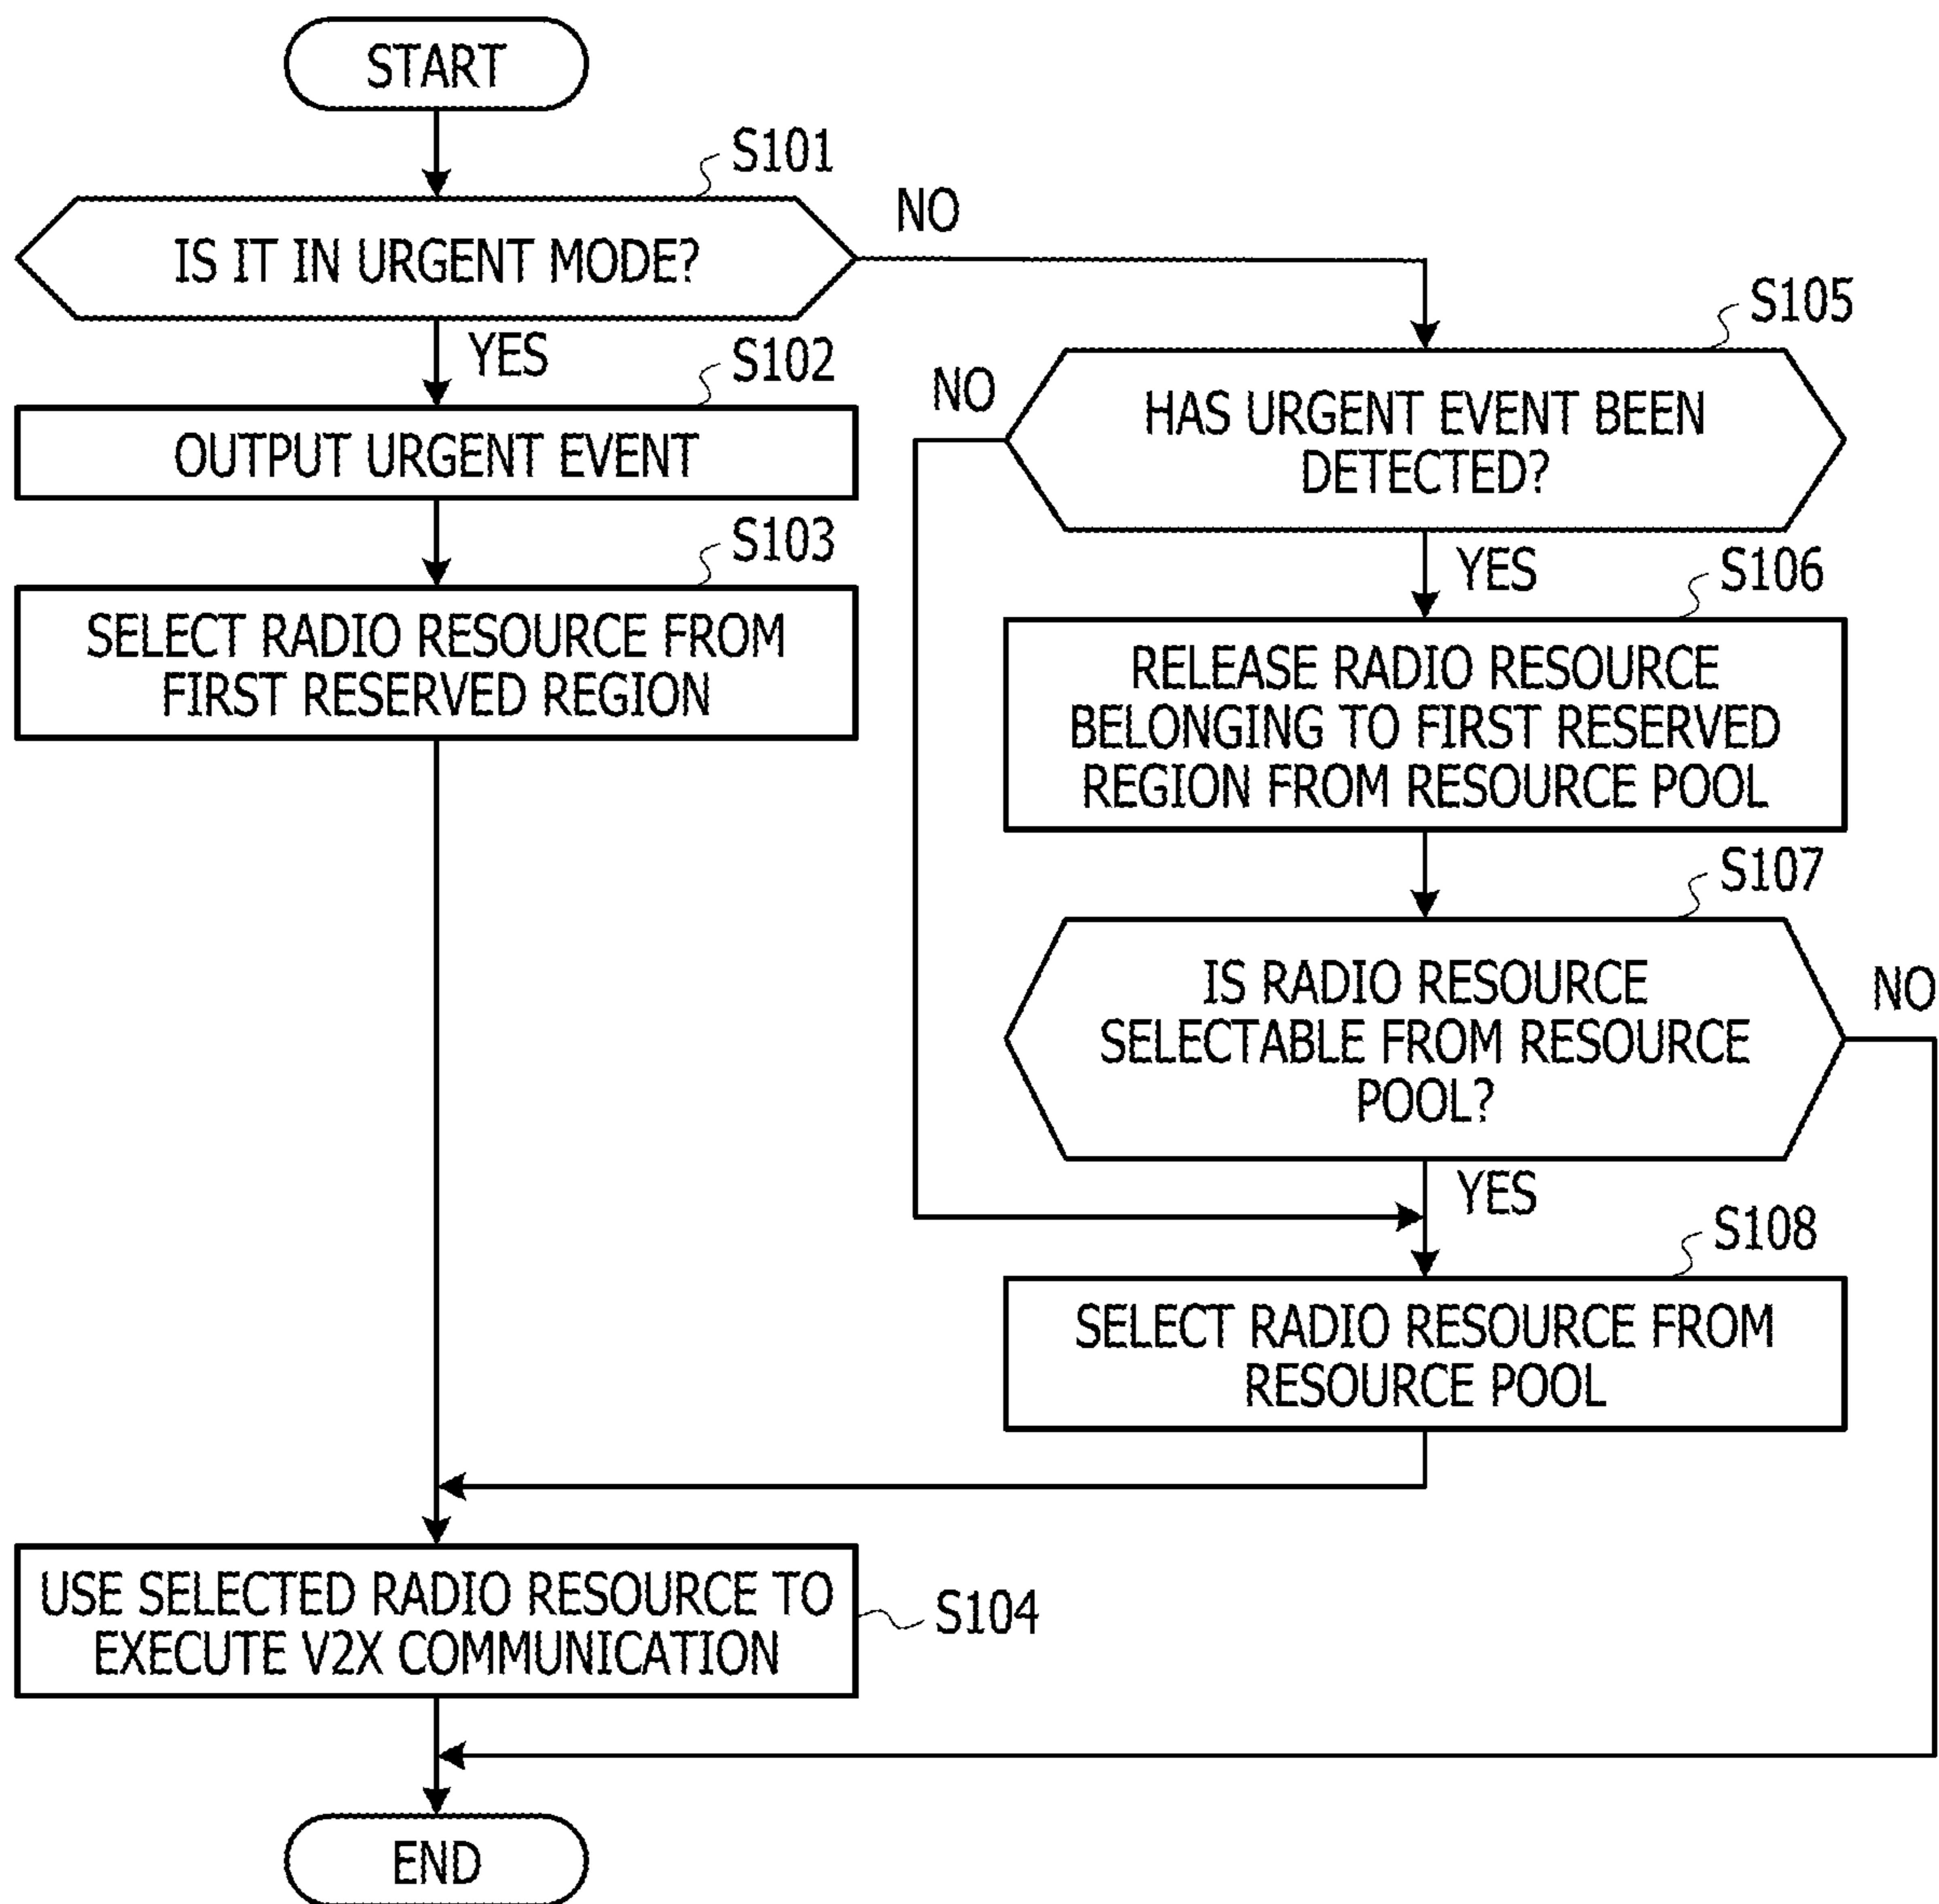 START
S101
IS IT IN URGENT MODE?
NO
YES
S102
OUTPUT URGENT EVENT
S103
SELECT RADIO RESOURCE FROM
FIRST RESERVED REGION
S105
NO
HAS URGENT EVENT BEEN
DETECTED?
YES
S106
RELEASE RADIO RESOURCE
BELONGING TO FIRST RESERVED
REGION FROM RESOURCE POOL
S107
IS RADIO RESOURCE
SELECTABLE FROM RESOURCE
POOL?
NO
YES
S108
SELECT RADIO RESOURCE FROM
RESOURCE POOL
USE SELECTED RADIO RESOURCE TO
EXECUTE V2X COMMUNICATION
S104
END